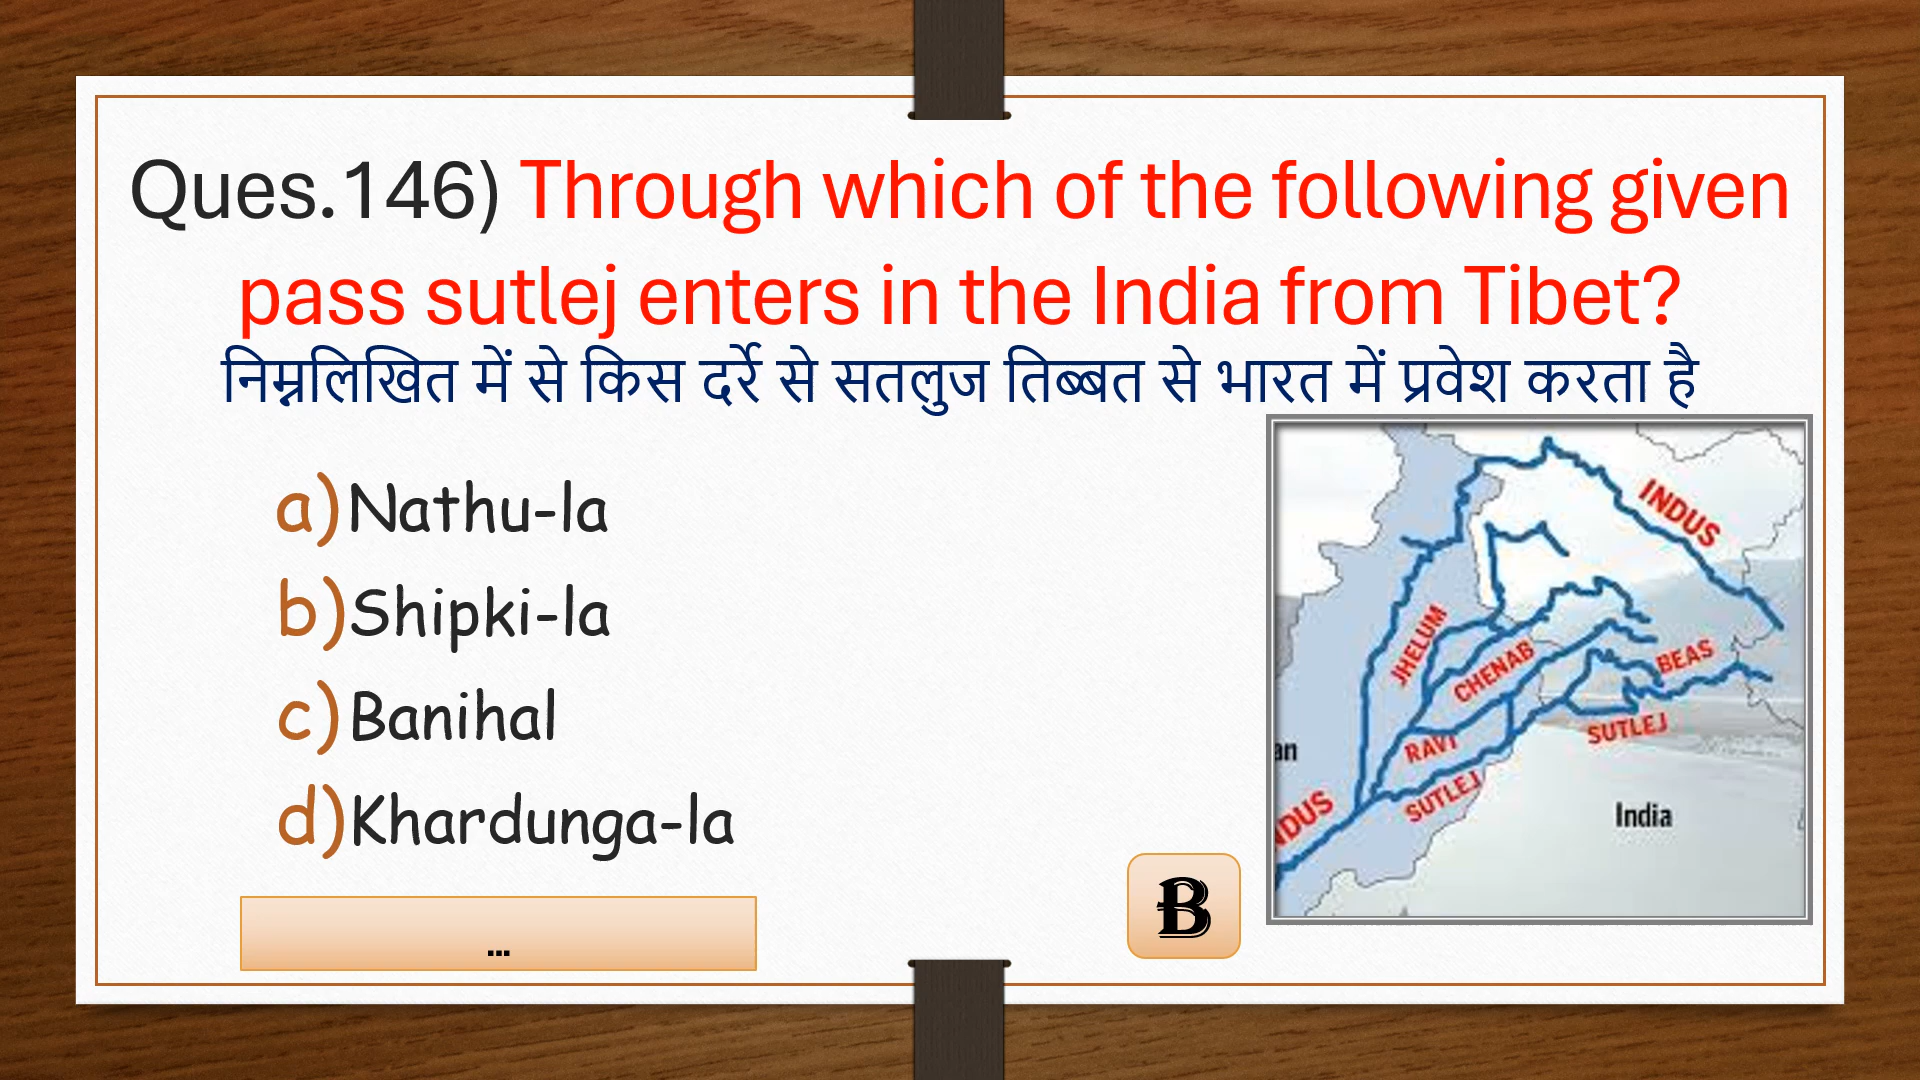 Ques.146) Through which of the following given
pass sutlej enters in the India from Tibet?
निम्नलिखित में से किस दर्रे से सतलुज तिब्बत से भारत में प्रवेश करता है
a)Nathu-la
b)Shipki-la
c)Banihal
d)Khardunga-la
...
B
INDUS
JHELUM
CHENAB
BEAS
SUTLEJ
RAVI
an
SUTLEJ
NDUS
India